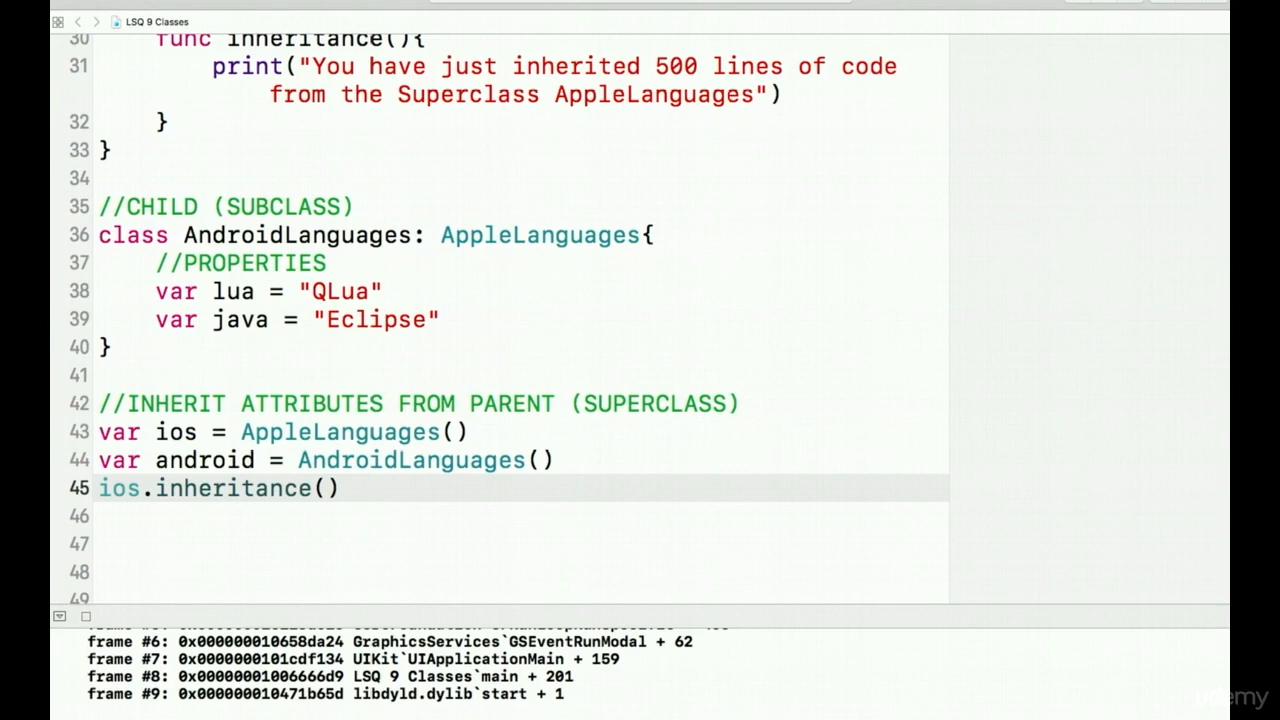 LSQ 9 Classes
30 func inheritance(){
31 print("You have just inherited 500 lines of code
from the Superclass AppleLanguages")
32 }
33 }
34
35 //CHILD (SUBCLASS)
36 class AndroidLanguages: AppleLanguages{
37 //PROPERTIES
38 var lua = "QLua"
39 var java = "Eclipse"
40 }
41
42 //INHERIT ATTRIBUTES FROM PARENT (SUPERCLASS)
43 var ios = AppleLanguages()
44 var android = AndroidLanguages()
45 ios.inheritance()
46
47
48
49
frame #6: 0x000000010658da24 GraphicsServices`GSEventRunModal + 62
frame #7: 0x0000000101cdf134 UIKit`UIApplicationMain + 159
frame #8: 0x00000001006666d9 LSQ 9 Classes`main + 201
frame #9: 0x000000010471b65d libdyld.dylib`start + 1
udemy